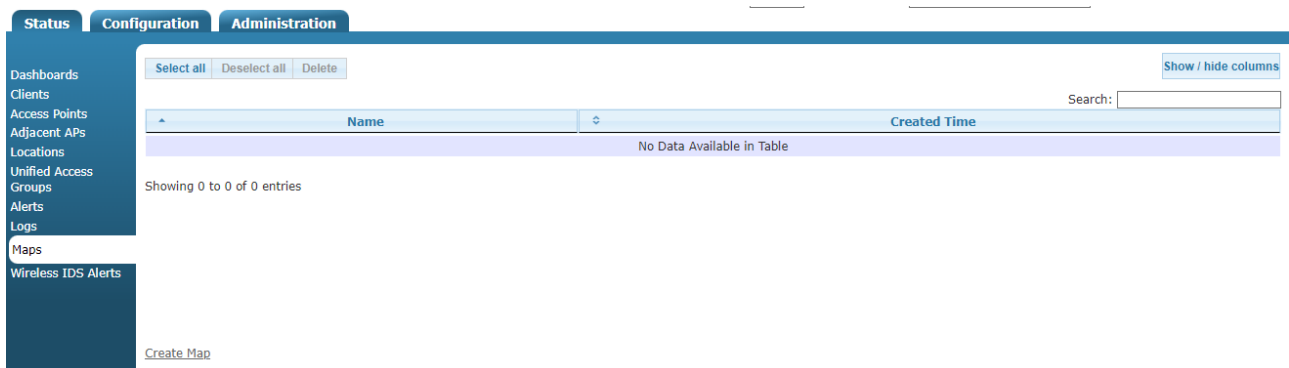 Status Configuration Administration
Dashboards
Clients
Access Points
Adjacent APs
Locations
Unified Access
Groups
Alerts
Logs
Maps
Wireless IDS Alerts
Select all Deselect all Delete
Show / hide columns
Search:
Name Created Time
No Data Available in Table
Showing 0 to 0 of 0 entries
Create Map